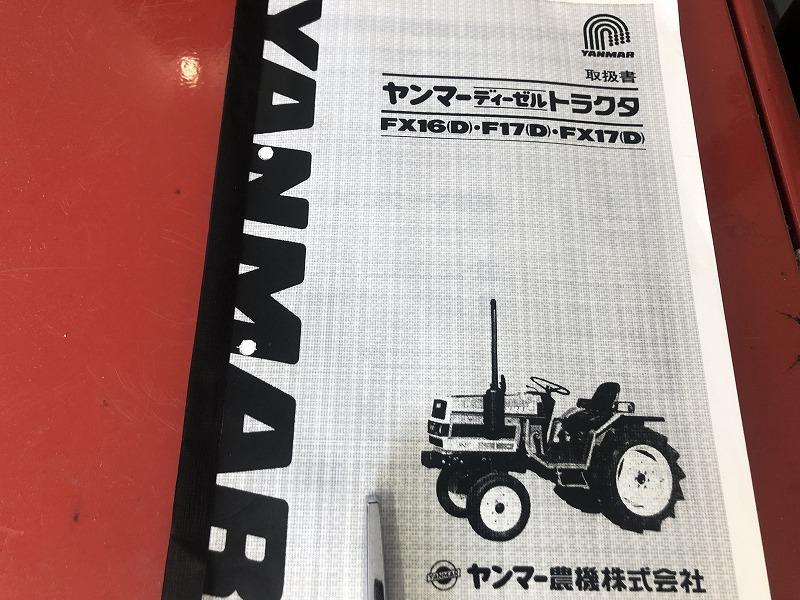 YANMAR
YANMAR
取扱書
ヤンマーディーゼルトラクタ
FX16(D)・F17(D)・FX17(D)
YANMAR
ヤンマー農機株式会社